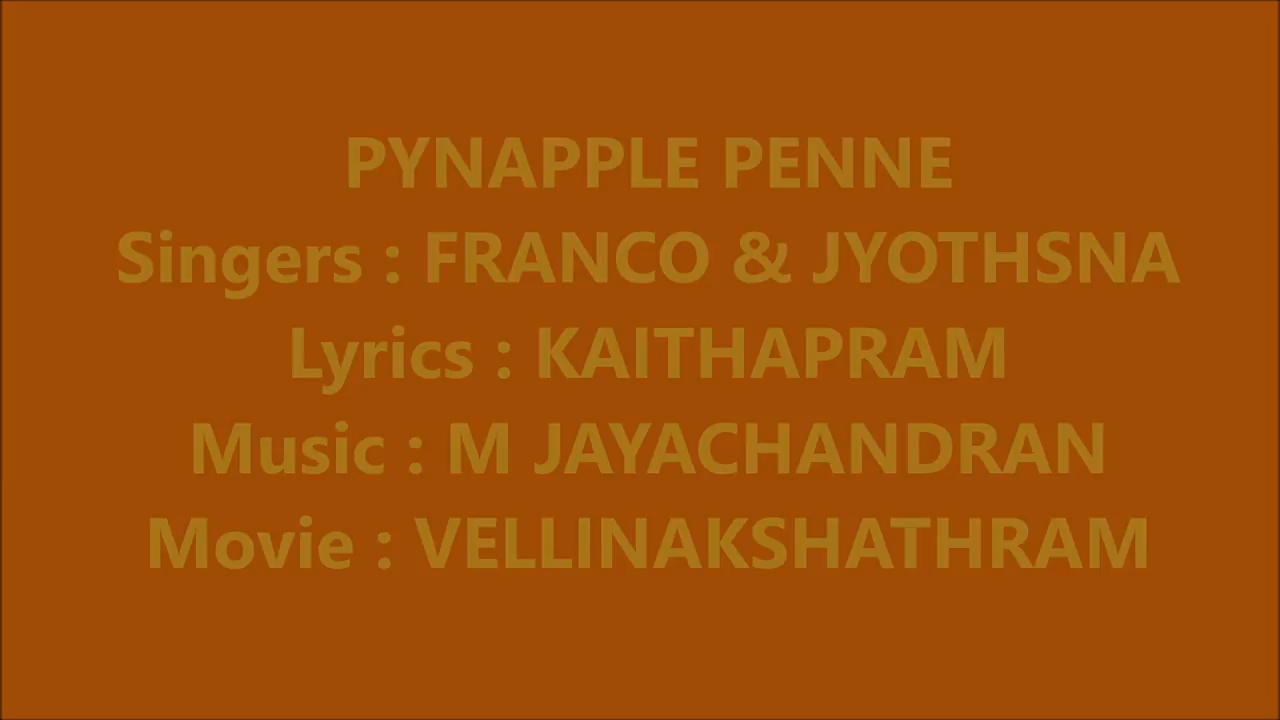 PYNAPPLE PENNE
Singers : FRANCO & JYOTHSNA
Lyrics : KAITHAPRAM
Music : M JAYACHANDRAN
Movie : VELLINAKSHATHRAM